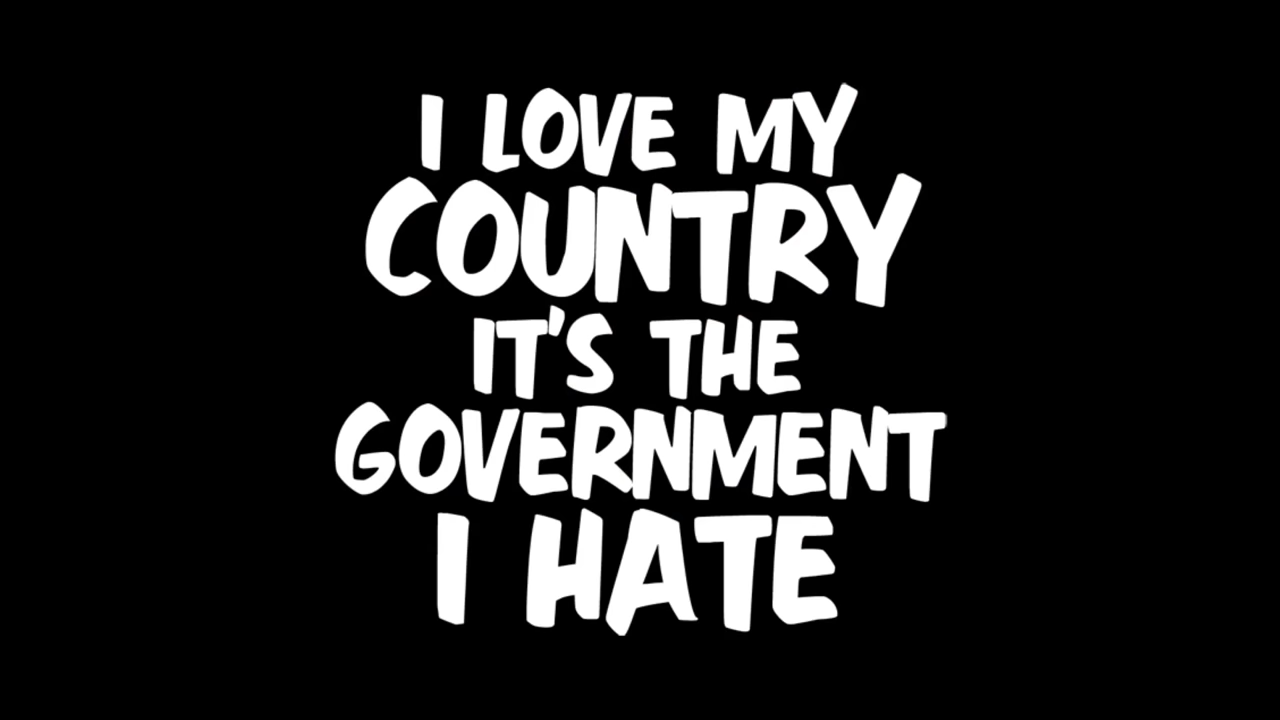 I LOVE MY
COUNTRY
IT'S THE
GOVERNMENT
I HATE